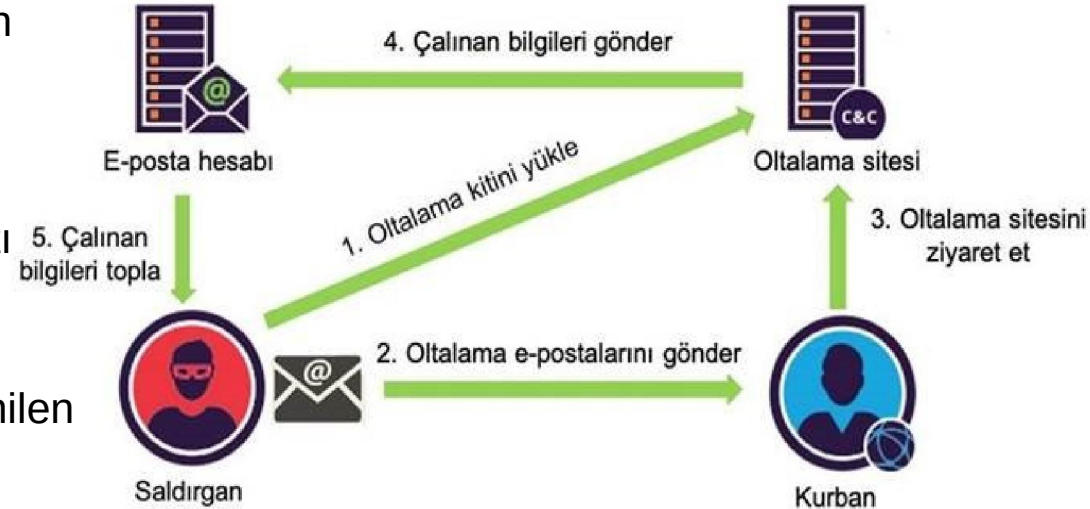 4. Çalınan bilgileri gönder
@
C&C
E-posta hesabı
Oltalama sitesi
1. Oltalama kitini yükle
3. Oltalama sitesini
ziyaret et
5. Çalınan
bilgileri topla
@
2. Oltalama e-postalarını gönder
Saldırgan
Kurban